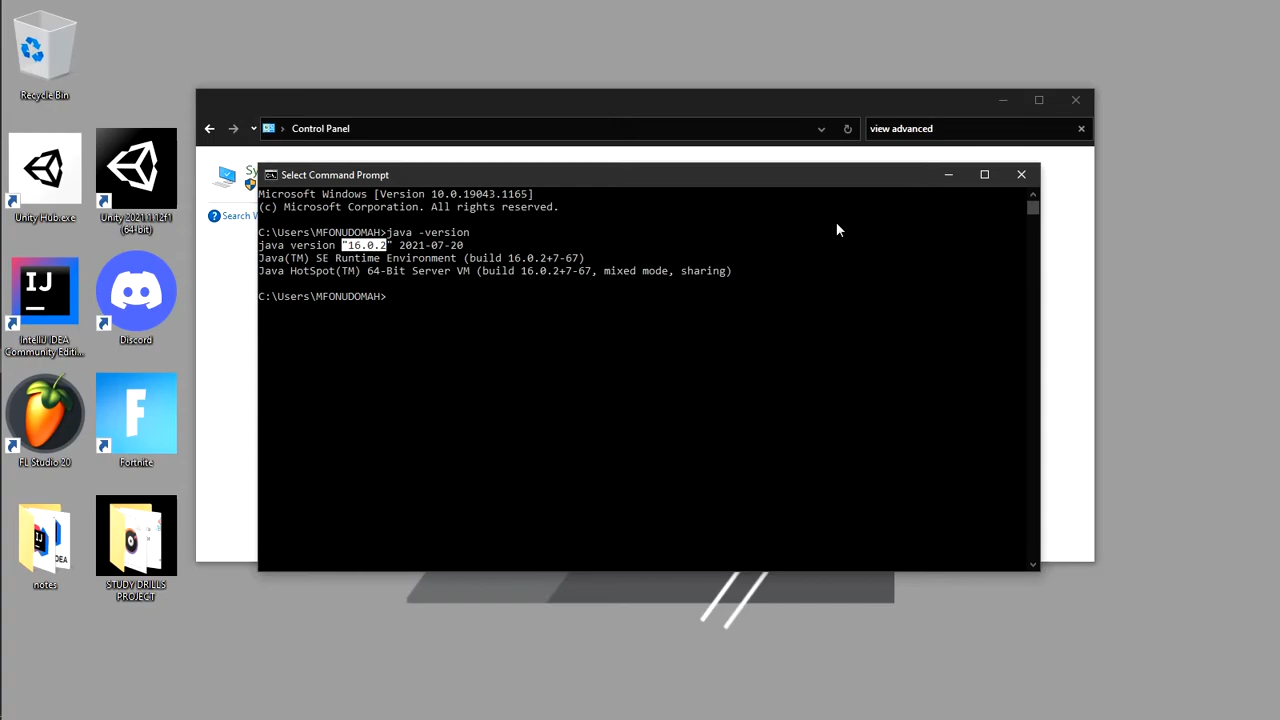 Recycle Bin
Unity Hub.exe
Unity 2021.1.12f1
(64-bit)
IntelliJ IDEA
Community Editi...
Discord
FL Studio 20
Fortnite
notes
STUDY DRILLS
PROJECT
Control Panel
view advanced
Sy
Search W
Select Command Prompt
Microsoft Windows [Version 10.0.19043.1165]
(c) Microsoft Corporation. All rights reserved.
C:\Users\MFONUDOMAH>java -version
java version "16.0.2" 2021-07-20
Java(TM) SE Runtime Environment (build 16.0.2+7-67)
Java HotSpot(TM) 64-Bit Server VM (build 16.0.2+7-67, mixed mode, sharing)
C:\Users\MFONUDOMAH>